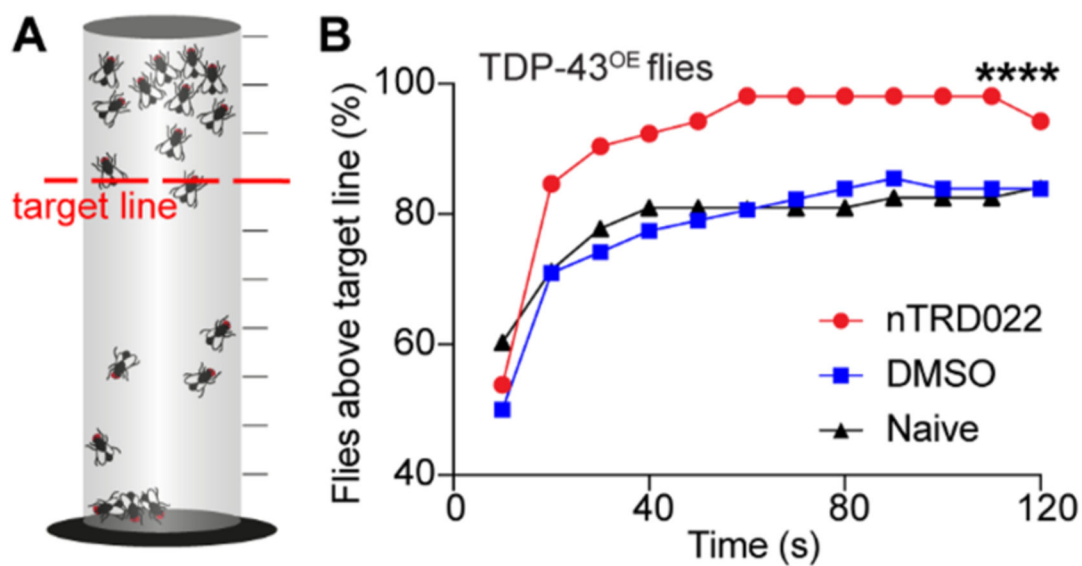 A
target line
B
TDP-43ᴼᴱ flies
****
Flies above target line (%)
100
80
60
40
0
40
80
120
Time (s)
nTRD022
DMSO
Naive